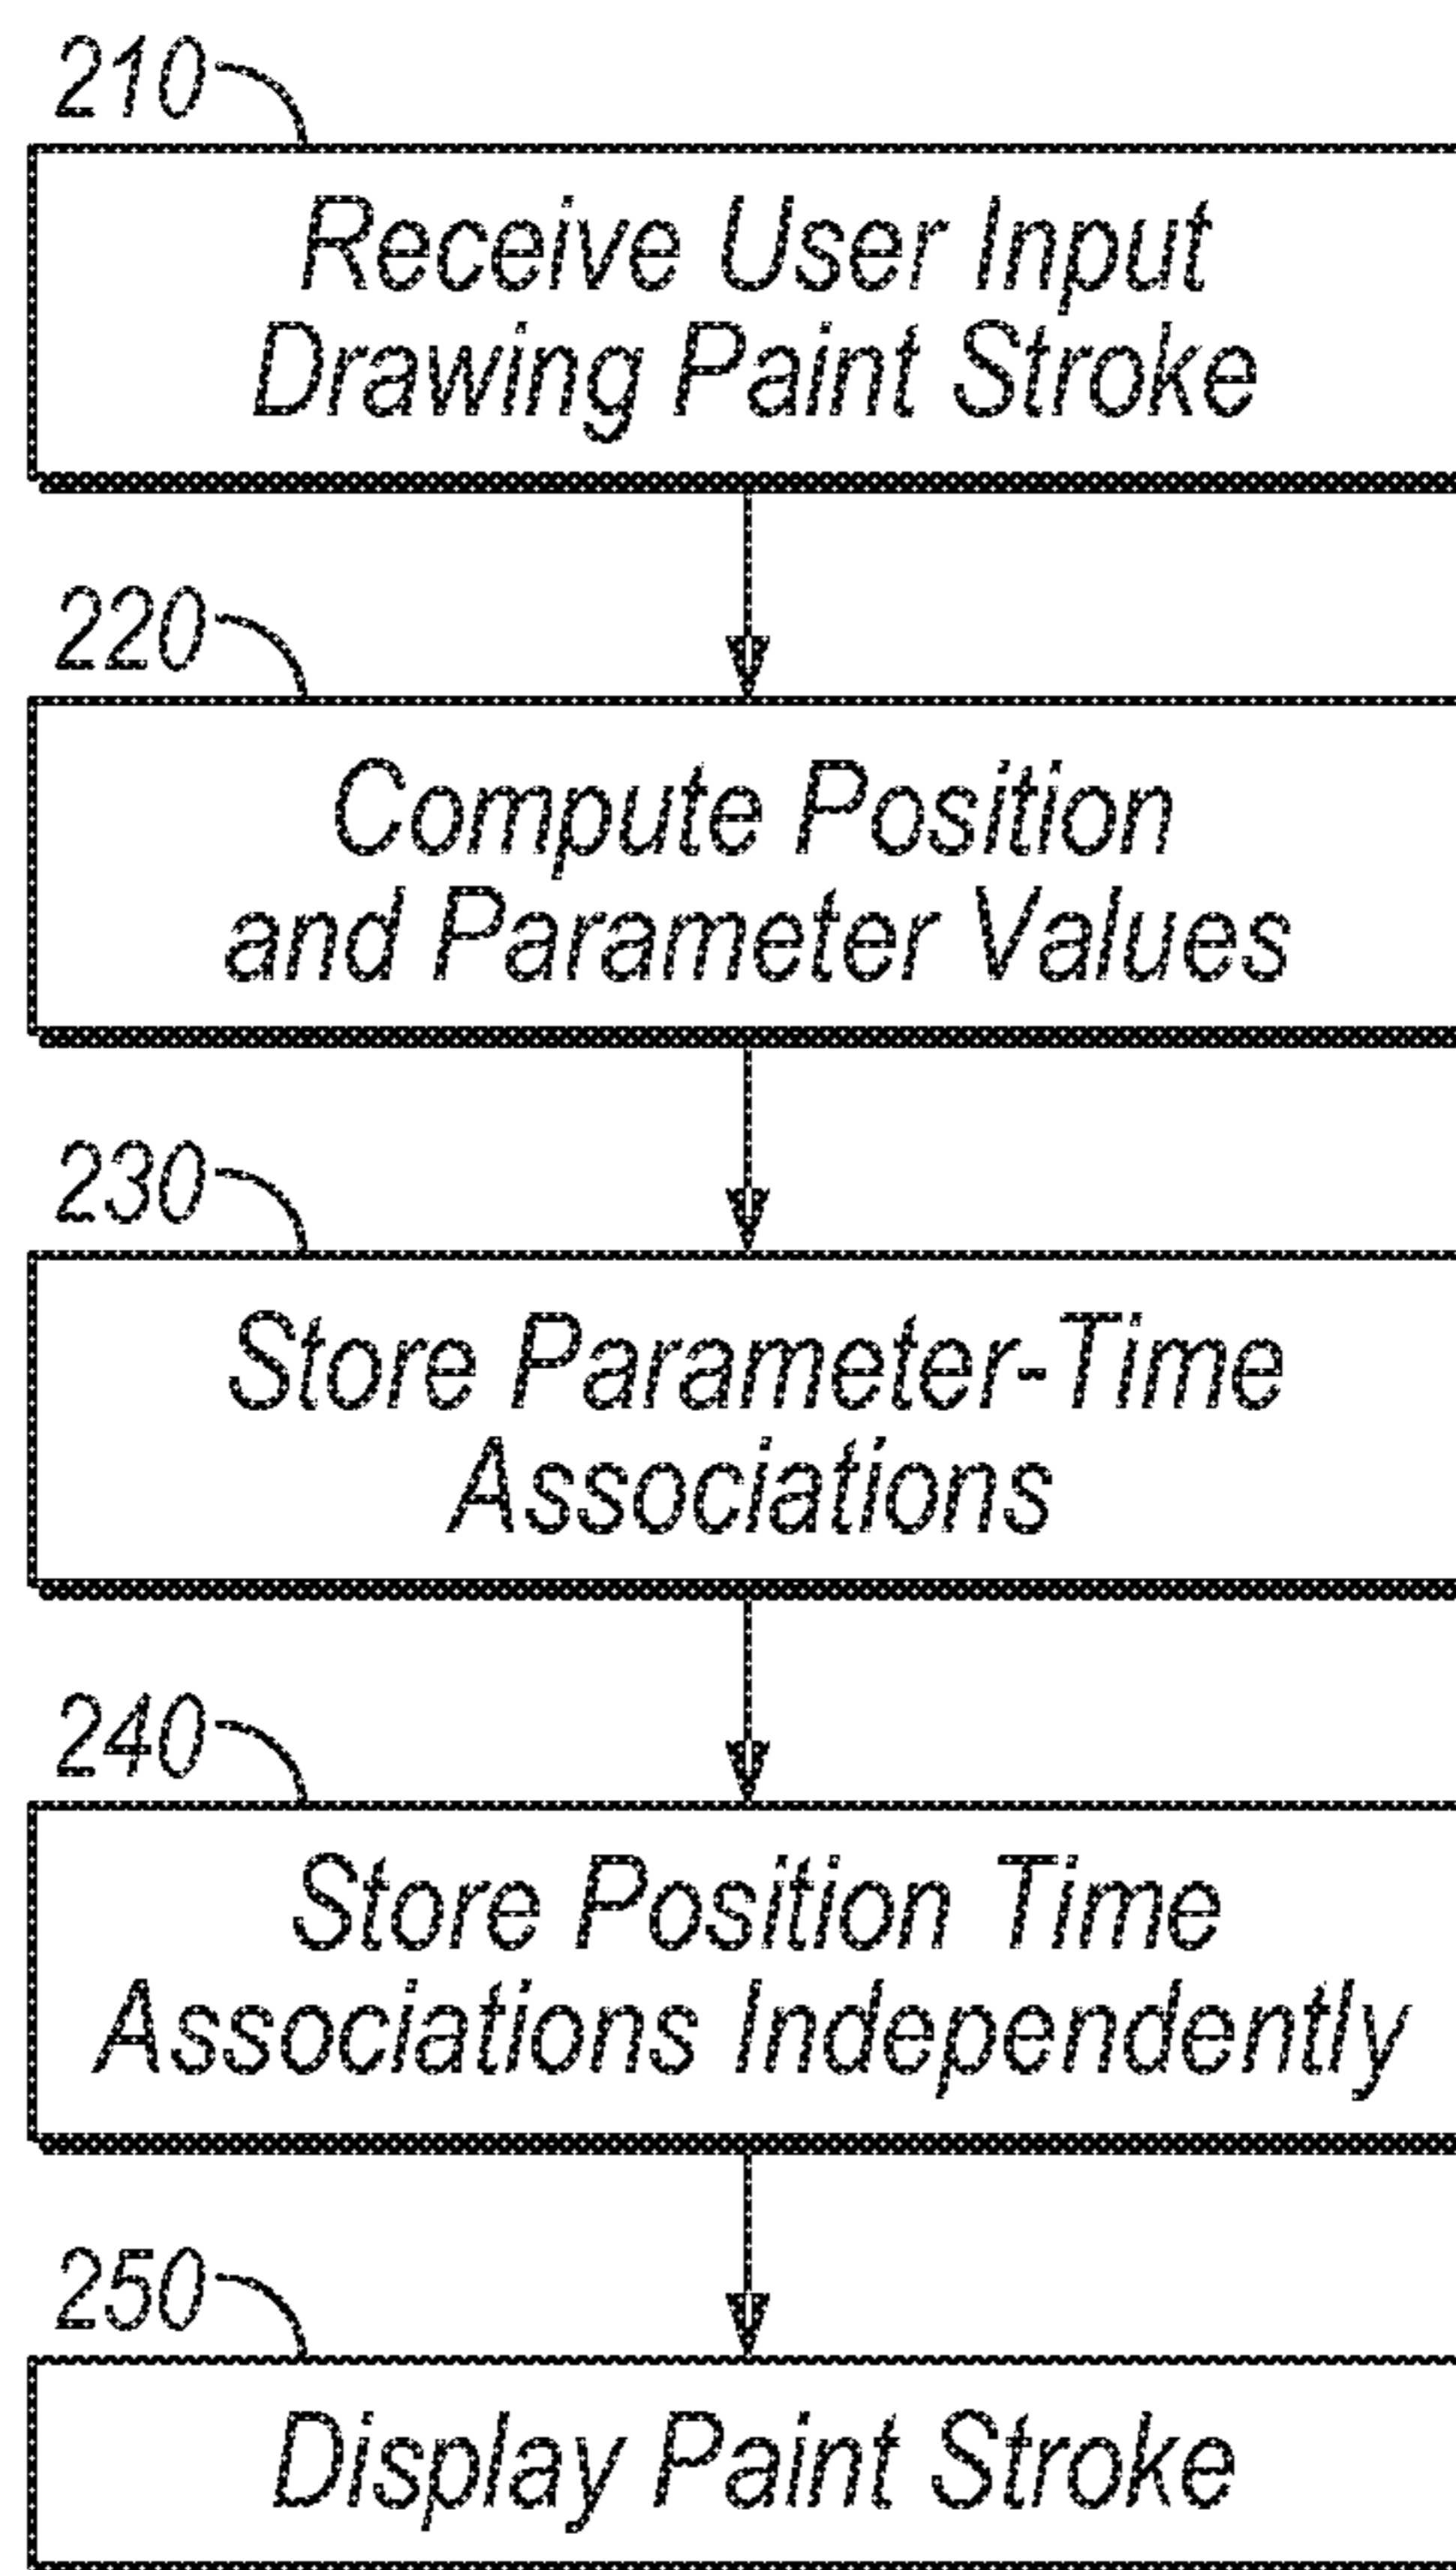 210
Receive User Input
Drawing Paint Stroke
220
Compute Position
and Parameter Values
230
Store Parameter-Time
Associations
240
Store Position Time
Associations Independently
250
Display Paint Stroke